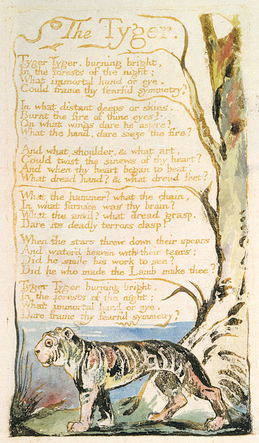 The Tyger.
Tyger Tyger, burning bright,
In the forests of the night;
What immortal hand or eye,
Could frame thy fearful symmetry?
In what distant deeps or skies.
Burnt the fire of thine eyes?
On what wings dare he aspire?
What the hand, dare sieze the fire?
And what shoulder, & what art,
Could twist the sinews of thy heart?
And when thy heart began to beat,
What dread hand? & what dread feet?
What the hammer? what the chain,
In what furnace was thy brain?
What the anvil? what dread grasp,
Dare its deadly terrors clasp?
When the stars threw down their spears
And water'd heaven with their tears:
Did he smile his work to see?
Did he who made the Lamb make thee?
Tyger Tyger burning bright,
In the forests of the night:
What immortal hand or eye,
Dare frame thy fearful symmetry?